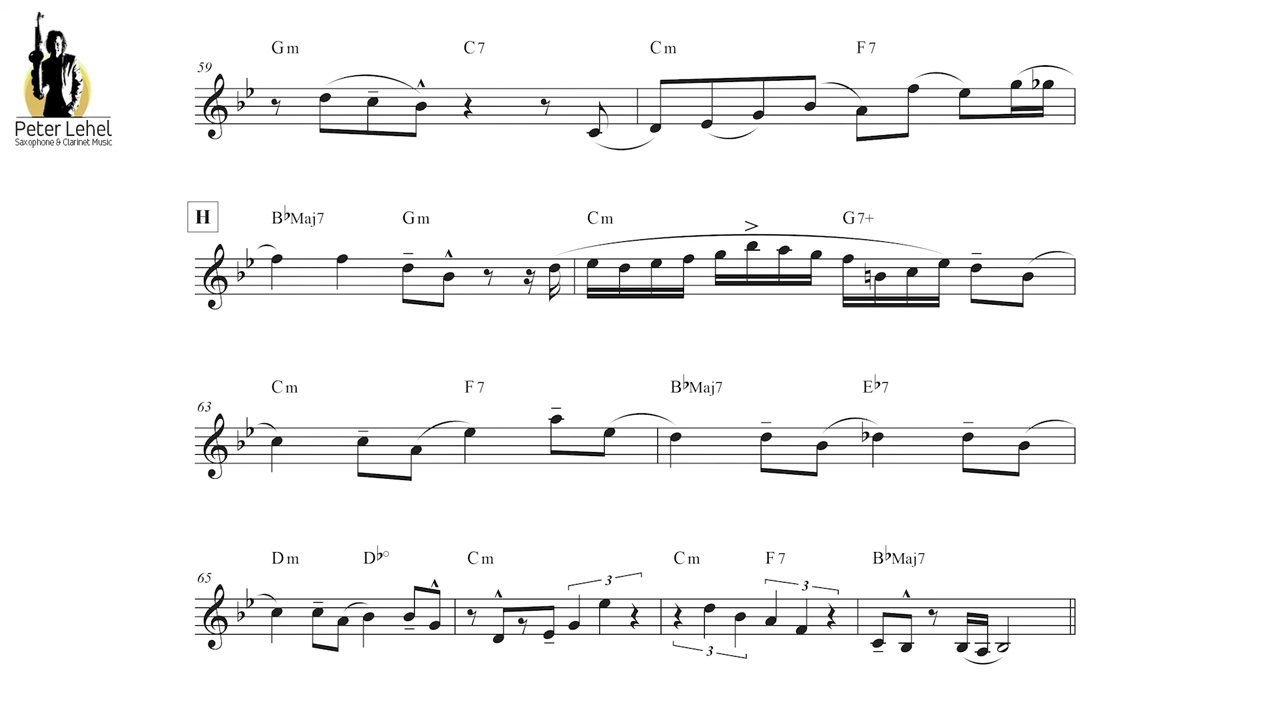 Peter Lehel
Saxophone & Clarinet Music
Gm C7 Cm F7
59
H B♭Maj7 Gm Cm G7+
Cm F7 B♭Maj7 E♭7
63
Dm D♭° Cm Cm F7 B♭Maj7
65
3 3
3